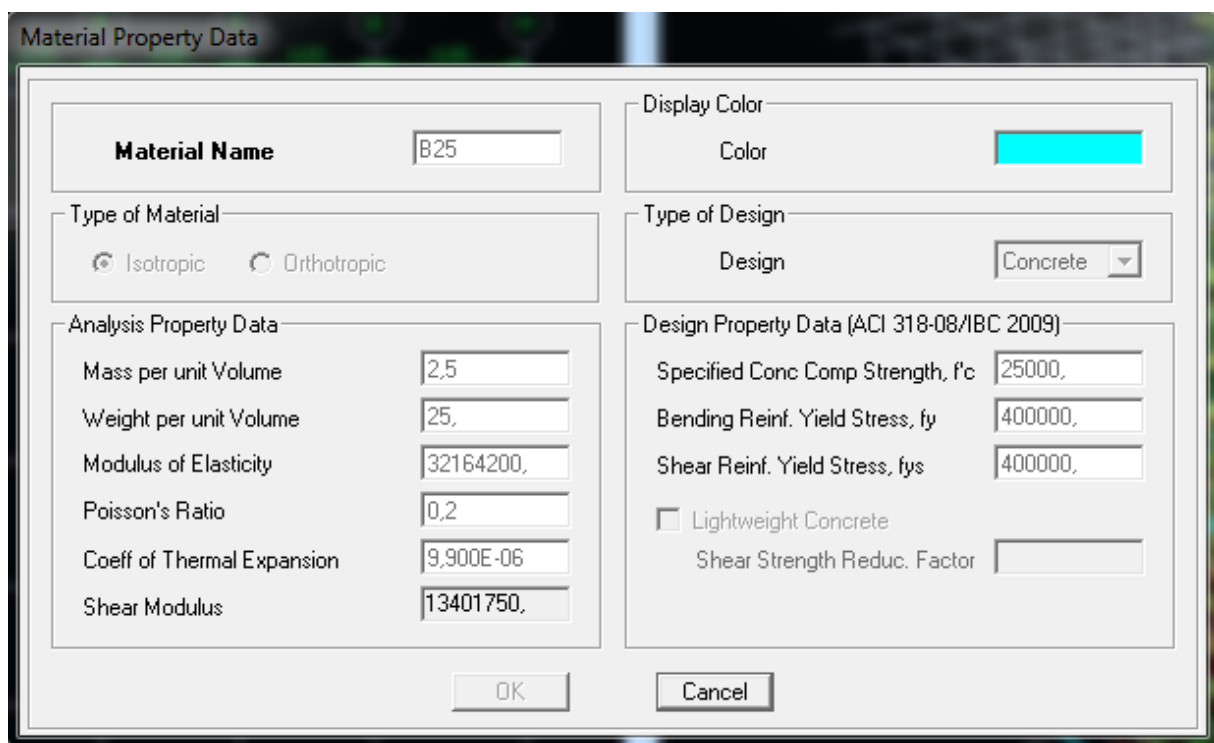 Material Property Data
Material Name B25
Display Color
Color
Type of Material
Isotropic Orthotropic
Type of Design
Design Concrete
Analysis Property Data
Mass per unit Volume 2,5
Weight per unit Volume 25,
Modulus of Elasticity 32164200,
Poisson's Ratio 0,2
Coeff of Thermal Expansion 9,900E-06
Shear Modulus 13401750,
Design Property Data (ACI 318-08/IBC 2009)
Specified Conc Comp Strength, f'c 25000,
Bending Reinf. Yield Stress, fy 400000,
Shear Reinf. Yield Stress, fys 400000,
Lightweight Concrete
Shear Strength Reduc. Factor
OK Cancel